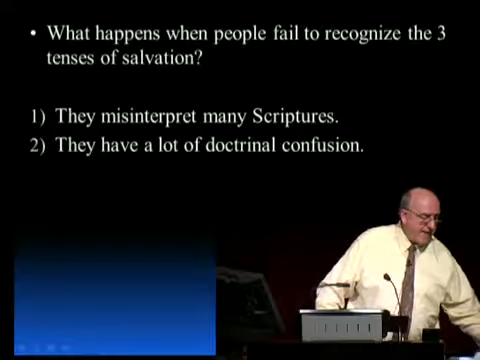 • What happens when people fail to recognize the 3
tenses of salvation?
1) They misinterpret many Scriptures.
2) They have a lot of doctrinal confusion.